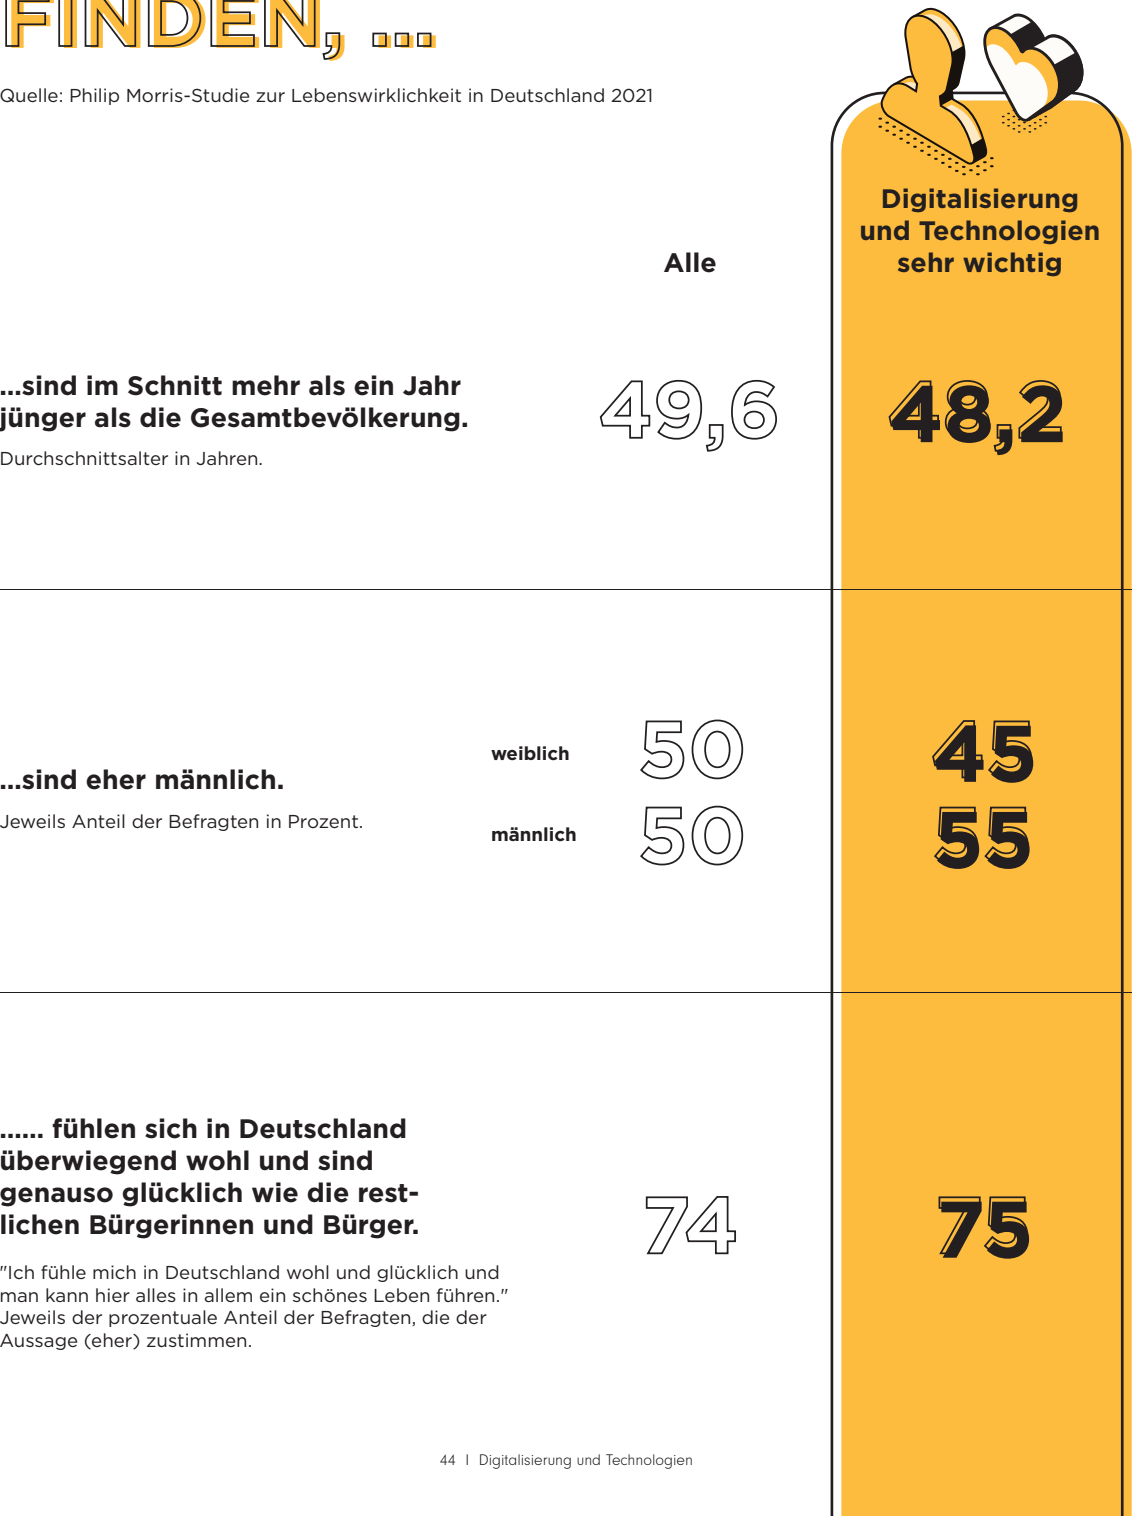 FINDEN, ...
Quelle: Philip Morris-Studie zur Lebenswirklichkeit in Deutschland 2021
Digitalisierung
und Technologien
sehr wichtig
Alle
...sind im Schnitt mehr als ein Jahr
jünger als die Gesamtbevölkerung.
Durchschnittsalter in Jahren.
49,6
48,2
...sind eher männlich.
Jeweils Anteil der Befragten in Prozent.
weiblich
50
45
männlich
50
55
...... fühlen sich in Deutschland
überwiegend wohl und sind
genauso glücklich wie die rest-
lichen Bürgerinnen und Bürger.
"Ich fühle mich in Deutschland wohl und glücklich und
man kann hier alles in allem ein schönes Leben führen."
Jeweils der prozentuale Anteil der Befragten, die der
Aussage (eher) zustimmen.
74
75
44 I Digitalisierung und Technologien